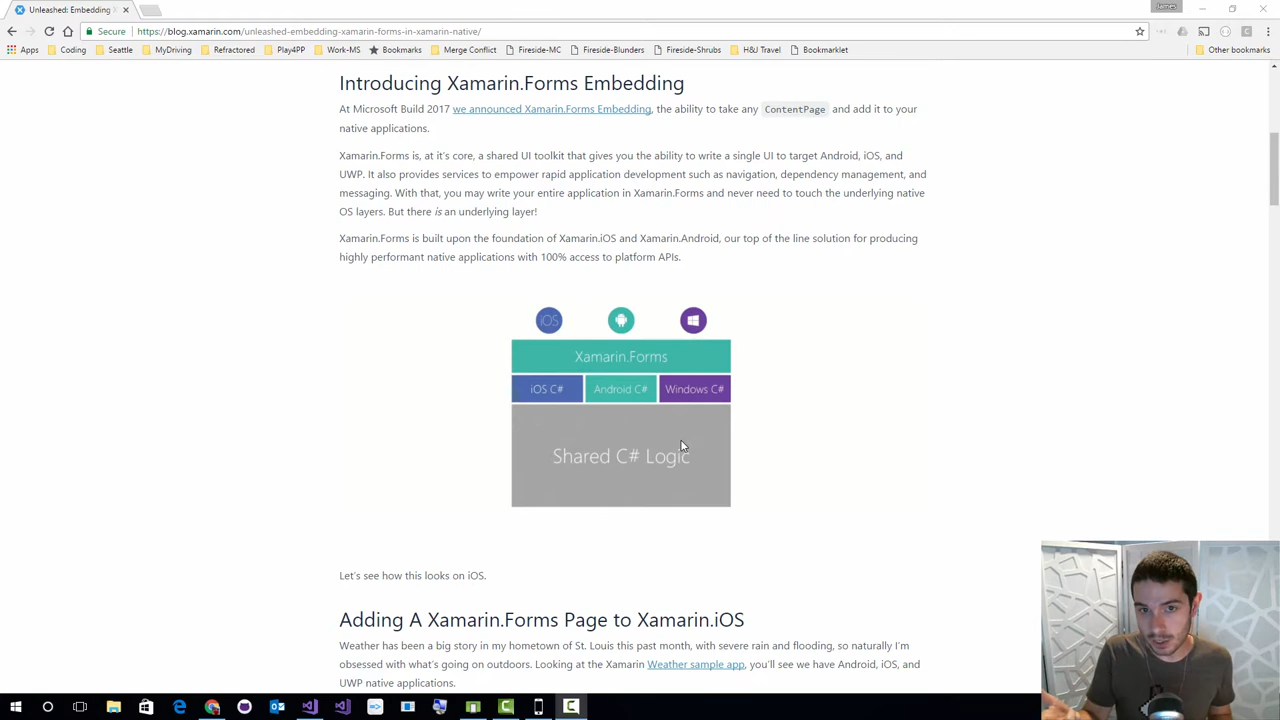 James
Unleashed: Embedding X
Secure
https://blog.xamarin.com/unleashed-embedding-xamarin-forms-in-xamarin-native/
Apps Coding Seattle MyDriving Refractored Play4PP Work-MS Bookmarks Merge Conflict Fireside-MC Fireside-Blunders Fireside-Shrubs H&J Travel Bookmarklet Other bookmarks
Introducing Xamarin.Forms Embedding
At Microsoft Build 2017 we announced Xamarin.Forms Embedding, the ability to take any ContentPage and add it to your
native applications.
Xamarin.Forms is, at it's core, a shared UI toolkit that gives you the ability to write a single UI to target Android, iOS, and
UWP. It also provides services to empower rapid application development such as navigation, dependency management, and
messaging. With that, you may write your entire application in Xamarin.Forms and never need to touch the underlying native
OS layers. But there is an underlying layer!
Xamarin.Forms is built upon the foundation of Xamarin.iOS and Xamarin.Android, our top of the line solution for producing
highly performant native applications with 100% access to platform APIs.
iOS
Xamarin.Forms
iOS C# Android C# Windows C#
Shared C# Logic
Let's see how this looks on iOS.
Adding A Xamarin.Forms Page to Xamarin.iOS
Weather has been a big story in my hometown of St. Louis this past month, with severe rain and flooding, so naturally I'm
obsessed with what's going on outdoors. Looking at the Xamarin Weather sample app, you'll see we have Android, iOS, and
UWP native applications.